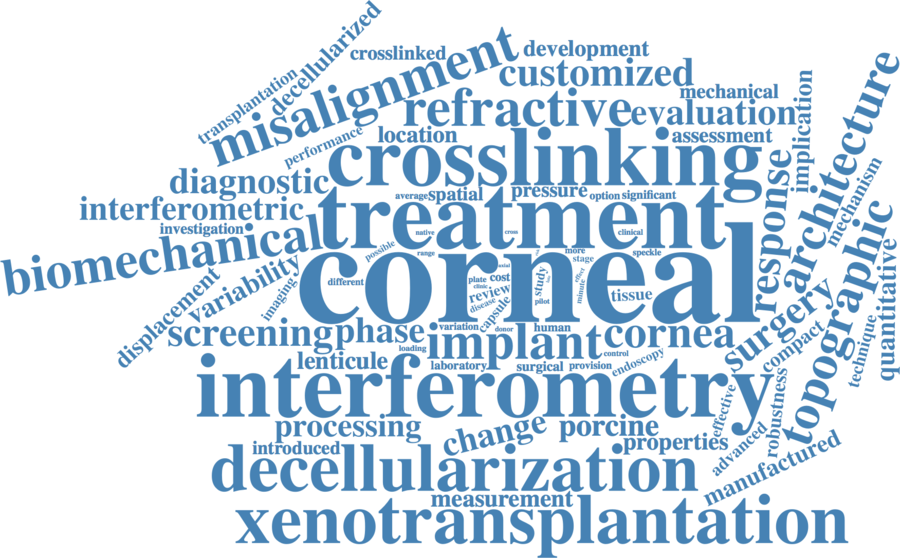 decellularized
crosslinked
development
misalignment
customized
transplantation
mechanical
refractive
evaluation
implication
architecture
performance
location
assessment
crosslinking
diagnostic
average
spatial
pressure
option
significant
response
mechanism
interferometric
treatment
investigation
native
cross
clinical
biomechanical
possible
range
more
speckle
corneal
topographic
quantitative
displacement
variability
imaging
different
plate
cost
stage
effect
clinic
review
study
minute
tissue
disease
capsule
pilot
surgery
screening
phase
variation
donor
human
implant
cornea
compact
technique
loading
control
lenticule
laboratory
surgical
provision
endoscopy
interferometry
effective
robustness
processing
change
porcine
properties
introduced
advanced
manufactured
decellularization
measurement
xenotransplantation